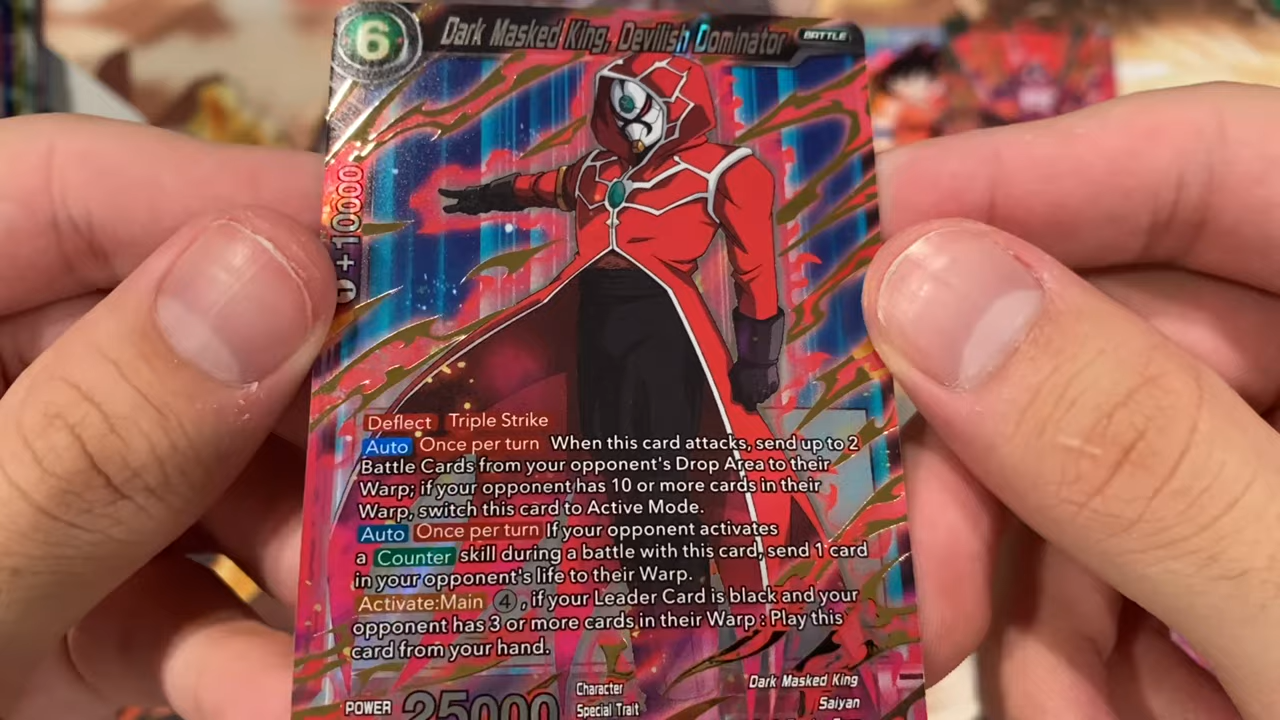 6 Dark Masked King, Devilish Dominator BATTLE
+10000
Deflect Triple Strike
Auto Once per turn When this card attacks, send up to 2
Battle Cards from your opponent's Drop Area to their
Warp; if your opponent has 10 or more cards in their
Warp, switch this card to Active Mode.
Auto Once per turn If your opponent activates
a Counter skill during a battle with this card, send 1 card
in your opponent's life to their Warp.
Activate:Main 4, if your Leader Card is black and your
opponent has 3 or more cards in their Warp : Play this
card from your hand.
POWER 25000
Character Dark Masked King
Special Trait Saiyan